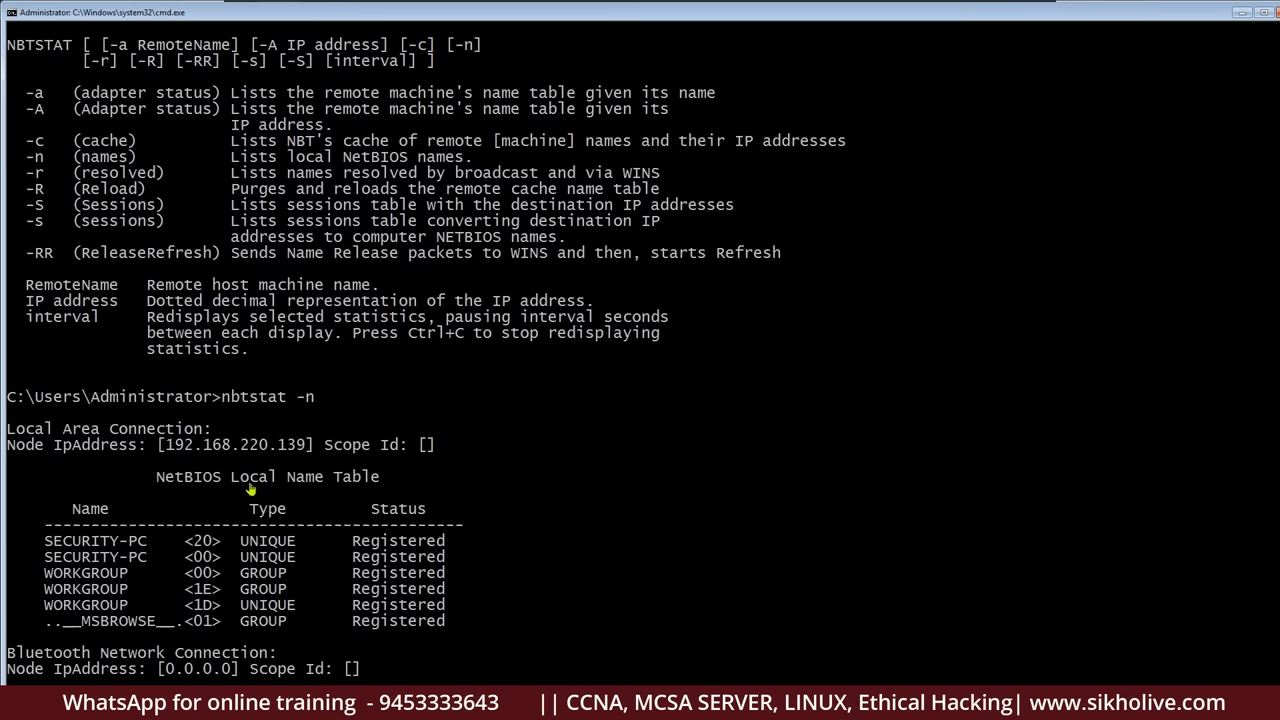 Administrator: C:\Windows\system32\cmd.exe
NBTSTAT [ [-a RemoteName] [-A IP address] [-c] [-n]
[-r] [-R] [-RR] [-s] [-S] [interval] ]
-a (adapter status) Lists the remote machine's name table given its name
-A (Adapter status) Lists the remote machine's name table given its
IP address.
-c (cache) Lists NBT's cache of remote [machine] names and their IP addresses
-n (names) Lists local NetBIOS names.
-r (resolved) Lists names resolved by broadcast and via WINS
-R (Reload) Purges and reloads the remote cache name table
-S (Sessions) Lists sessions table with the destination IP addresses
-s (sessions) Lists sessions table converting destination IP
addresses to computer NETBIOS names.
-RR (ReleaseRefresh) Sends Name Release packets to WINS and then, starts Refresh
RemoteName Remote host machine name.
IP address Dotted decimal representation of the IP address.
interval Redisplays selected statistics, pausing interval seconds
between each display. Press Ctrl+C to stop redisplaying
statistics.
C:\Users\Administrator>nbtstat -n
Local Area Connection:
Node IpAddress: [192.168.220.139] Scope Id: []
NetBIOS Local Name Table
Name Type Status
---------------------------------------------
SECURITY-PC <20> UNIQUE Registered
SECURITY-PC <00> UNIQUE Registered
WORKGROUP <00> GROUP Registered
WORKGROUP <1E> GROUP Registered
WORKGROUP <1D> UNIQUE Registered
..__MSBROWSE__.<01> GROUP Registered
Bluetooth Network Connection:
Node IpAddress: [0.0.0.0] Scope Id: []
WhatsApp for online training - 9453333643 || CCNA, MCSA SERVER, LINUX, Ethical Hacking| www.sikholive.com